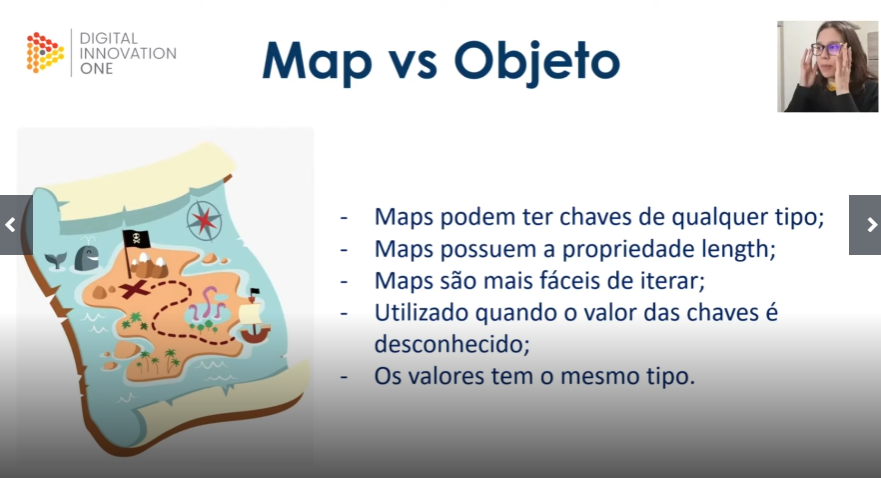 DIGITAL
INNOVATION
ONE
Map vs Objeto
- Maps podem ter chaves de qualquer tipo;
- Maps possuem a propriedade length;
- Maps são mais fáceis de iterar;
- Utilizado quando o valor das chaves é
desconhecido;
- Os valores tem o mesmo tipo.